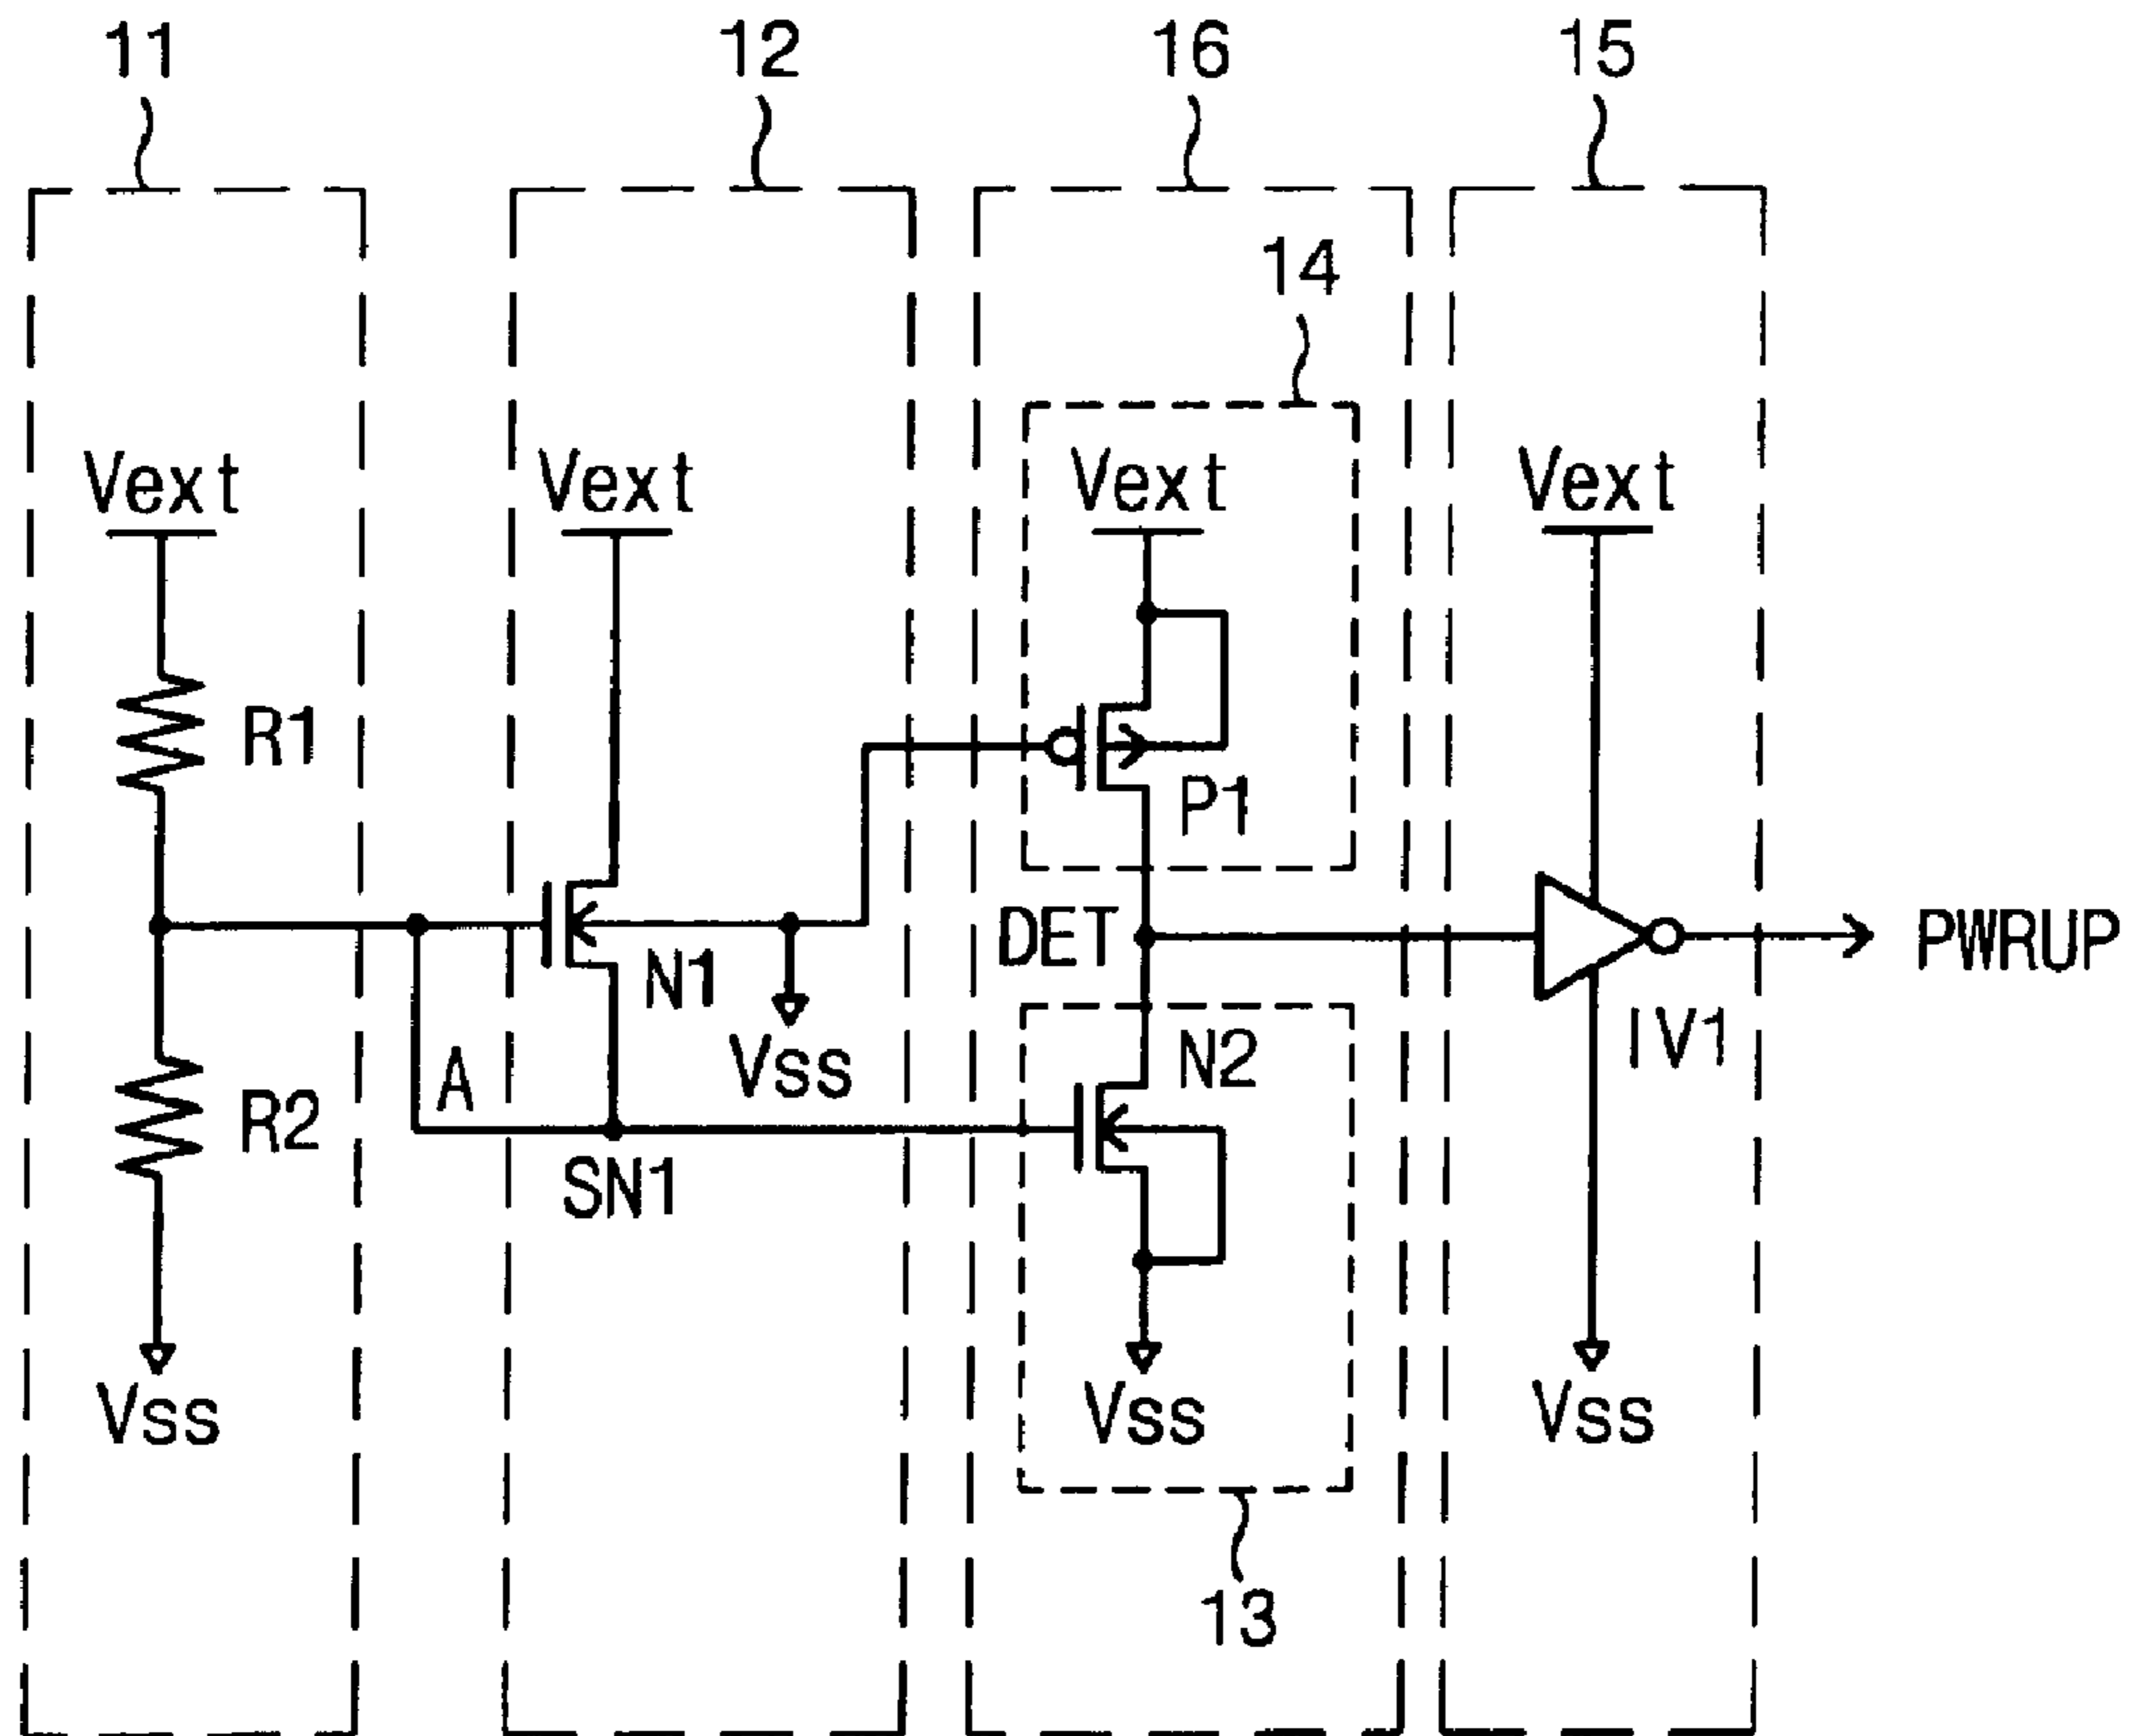 11
12
16
15
14
Vext
Vext
Vext
Vext
R1
P1
DET
PWRUP
N1
Vss
N2
IV1
A
R2
SN1
Vss
Vss
Vss
13